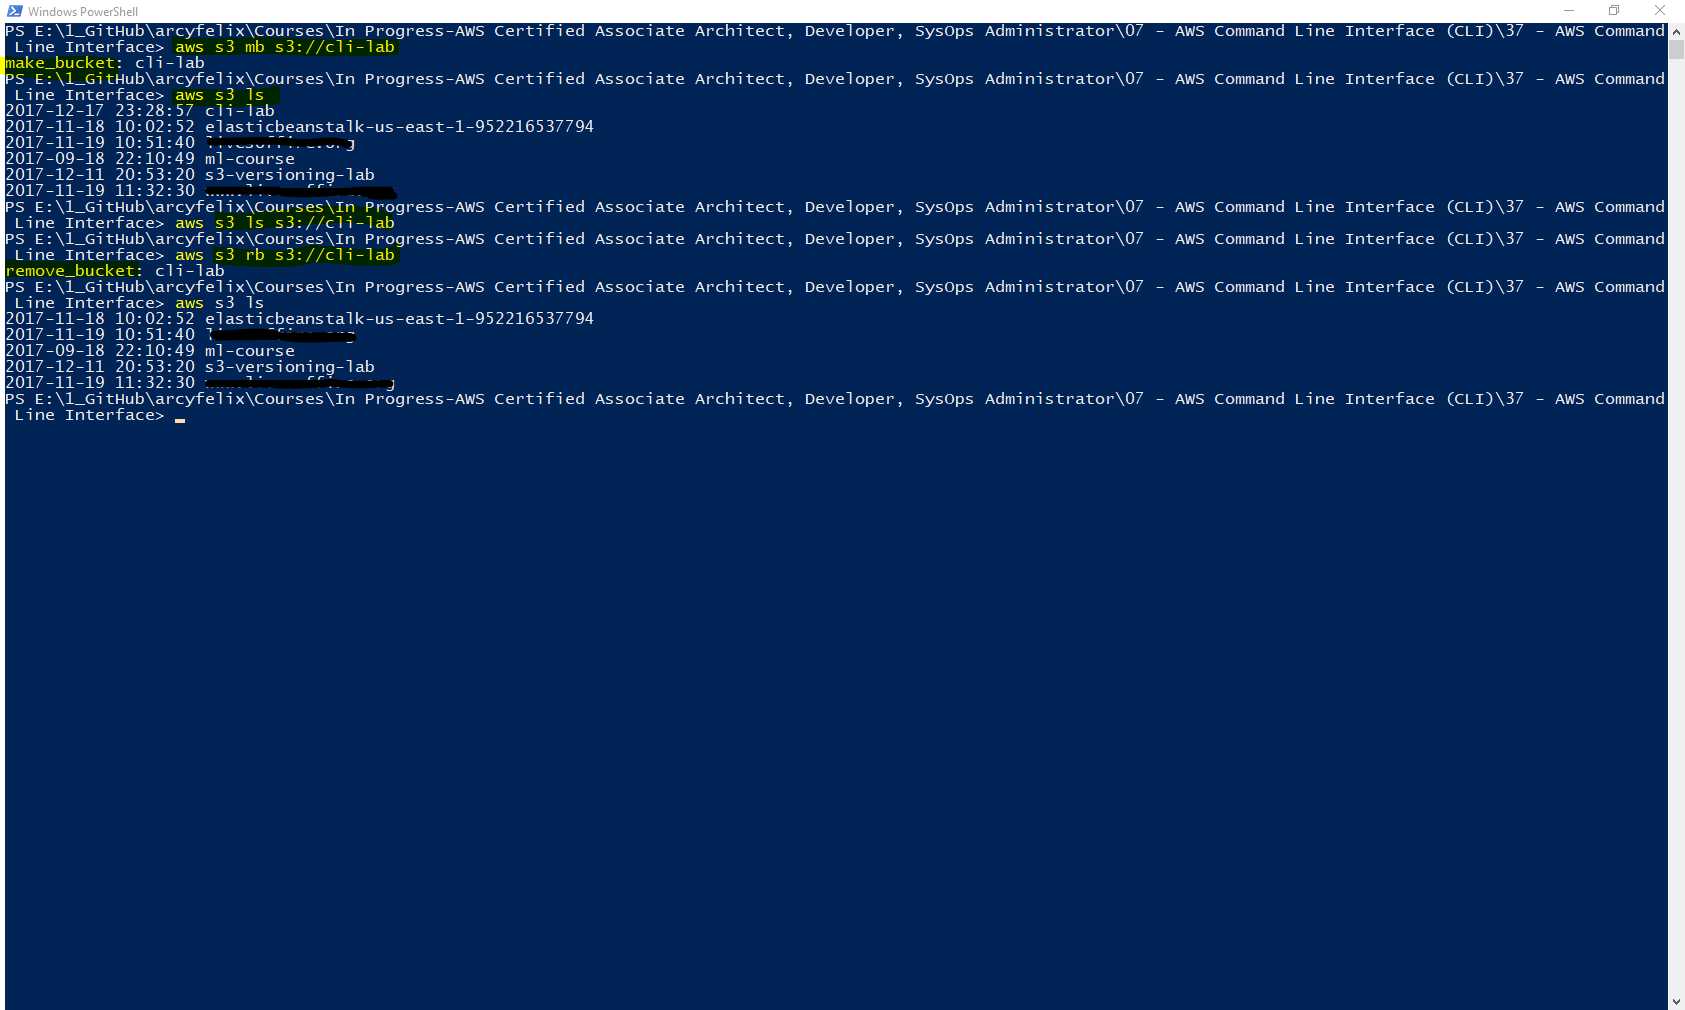 Windows PowerShell
PS E:\1_GitHub\arcyfelix\Courses\In Progress-AWS Certified Associate Architect, Developer, SysOps Administrator\07 - AWS Command Line Interface (CLI)\37 - AWS Command
Line Interface> aws s3 mb s3://cli-lab
make_bucket: cli-lab
PS E:\1_GitHub\arcyfelix\Courses\In Progress-AWS Certified Associate Architect, Developer, SysOps Administrator\07 - AWS Command Line Interface (CLI)\37 - AWS Command
Line Interface> aws s3 ls
2017-12-17 23:28:57 cli-lab
2017-11-18 10:02:52 elasticbeanstalk-us-east-1-952216537794
2017-11-19 10:51:40
2017-09-18 22:10:49 ml-course
2017-12-11 20:53:20 s3-versioning-lab
2017-11-19 11:32:30
PS E:\1_GitHub\arcyfelix\Courses\In Progress-AWS Certified Associate Architect, Developer, SysOps Administrator\07 - AWS Command Line Interface (CLI)\37 - AWS Command
Line Interface> aws s3 ls s3://cli-lab
PS E:\1_GitHub\arcyfelix\Courses\In Progress-AWS Certified Associate Architect, Developer, SysOps Administrator\07 - AWS Command Line Interface (CLI)\37 - AWS Command
Line Interface> aws s3 rb s3://cli-lab
remove_bucket: cli-lab
PS E:\1_GitHub\arcyfelix\Courses\In Progress-AWS Certified Associate Architect, Developer, SysOps Administrator\07 - AWS Command Line Interface (CLI)\37 - AWS Command
Line Interface> aws s3 ls
2017-11-18 10:02:52 elasticbeanstalk-us-east-1-952216537794
2017-11-19 10:51:40
2017-09-18 22:10:49 ml-course
2017-12-11 20:53:20 s3-versioning-lab
2017-11-19 11:32:30
PS E:\1_GitHub\arcyfelix\Courses\In Progress-AWS Certified Associate Architect, Developer, SysOps Administrator\07 - AWS Command Line Interface (CLI)\37 - AWS Command
Line Interface>